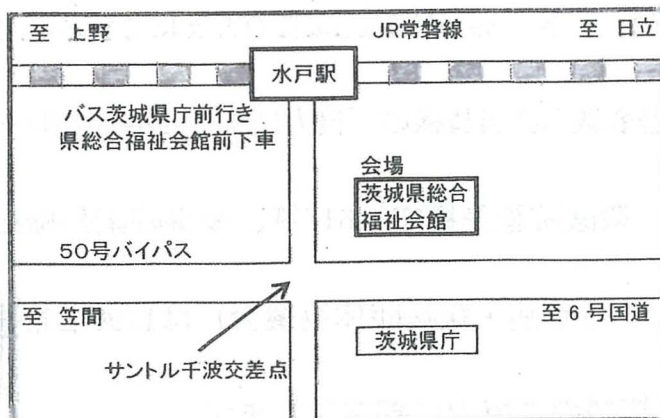 至 上野 JR常磐線 至 日立
水戸駅
バス茨城県庁前行き
県総合福祉会館前下車
会場
茨城県総合
福祉会館
50号バイパス
至 笠間 至6号国道
茨城県庁
サントル千波交差点